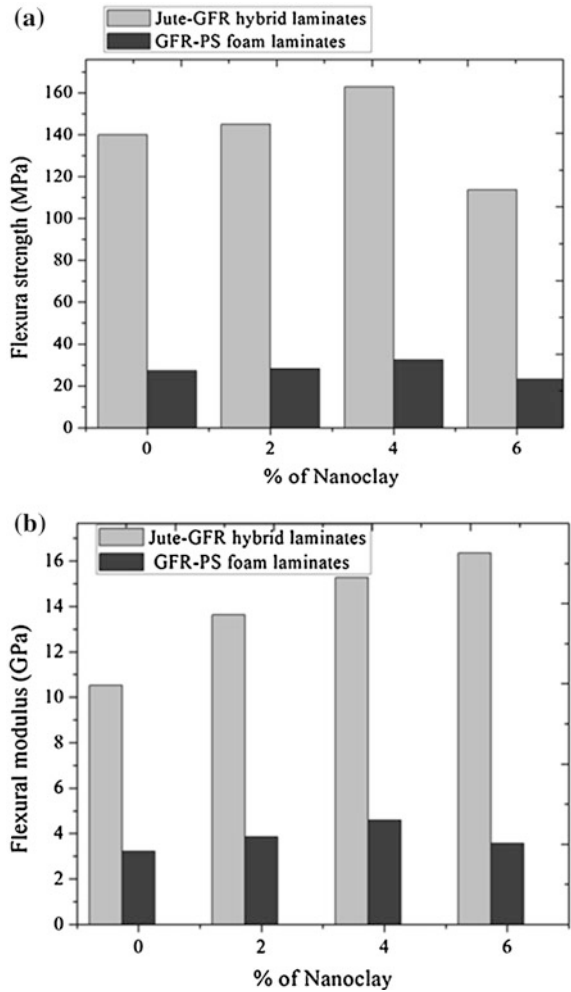 (a)
Jute-GFR hybrid laminates
GFR-PS foam laminates
Flexura strcngth (MPa)
160
140
120
100
80
60
40
20
0
0 2 4 6
% of Nanoclay
(b)
Jute-GFR hybrid laminates
GFR-PS foam laminates
Flexural modulus (GPa)
16
14
12
10
8
6
4
2
0
0 2 4 6
% of Nanoclay